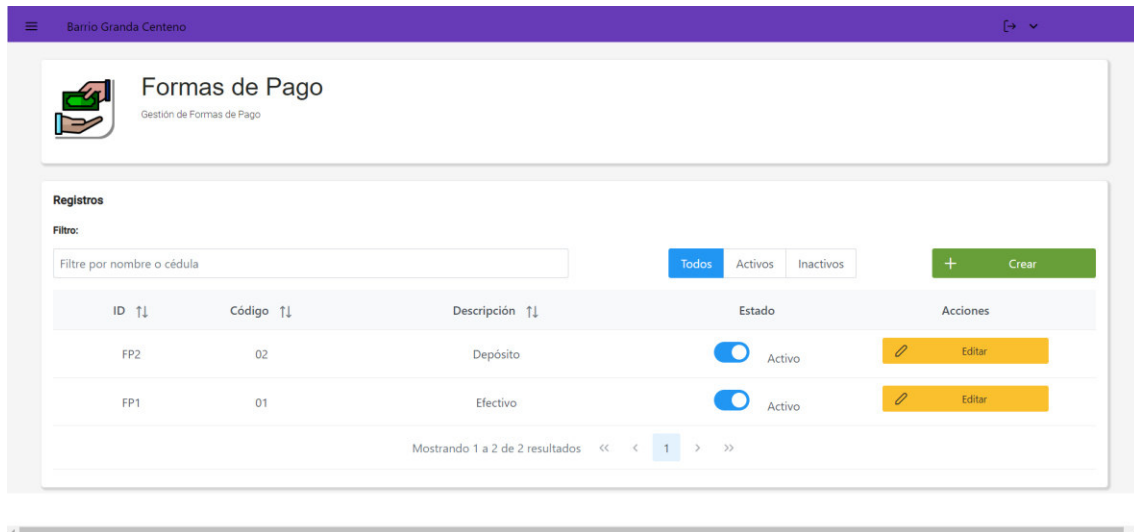 Barrio Granda Centeno
Formas de Pago
Gestión de Formas de Pago
Registros
Filtro:
Filtre por nombre o cédula Todos Activos Inactivos + Crear
ID Código Descripción Estado Acciones
FP2 02 Depósito Activo Editar
FP1 01 Efectivo Activo Editar
Mostrando 1 a 2 de 2 resultados << < 1 > >>